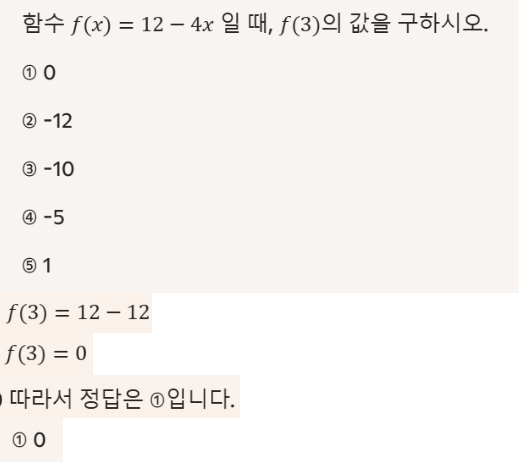 함수 f(x) = 12 − 4x 일 때, f(3)의 값을 구하시오.
① 0
② -12
③ -10
④ -5
⑤ 1
f(3) = 12 − 12
f(3) = 0
따라서 정답은 ①입니다.
① 0